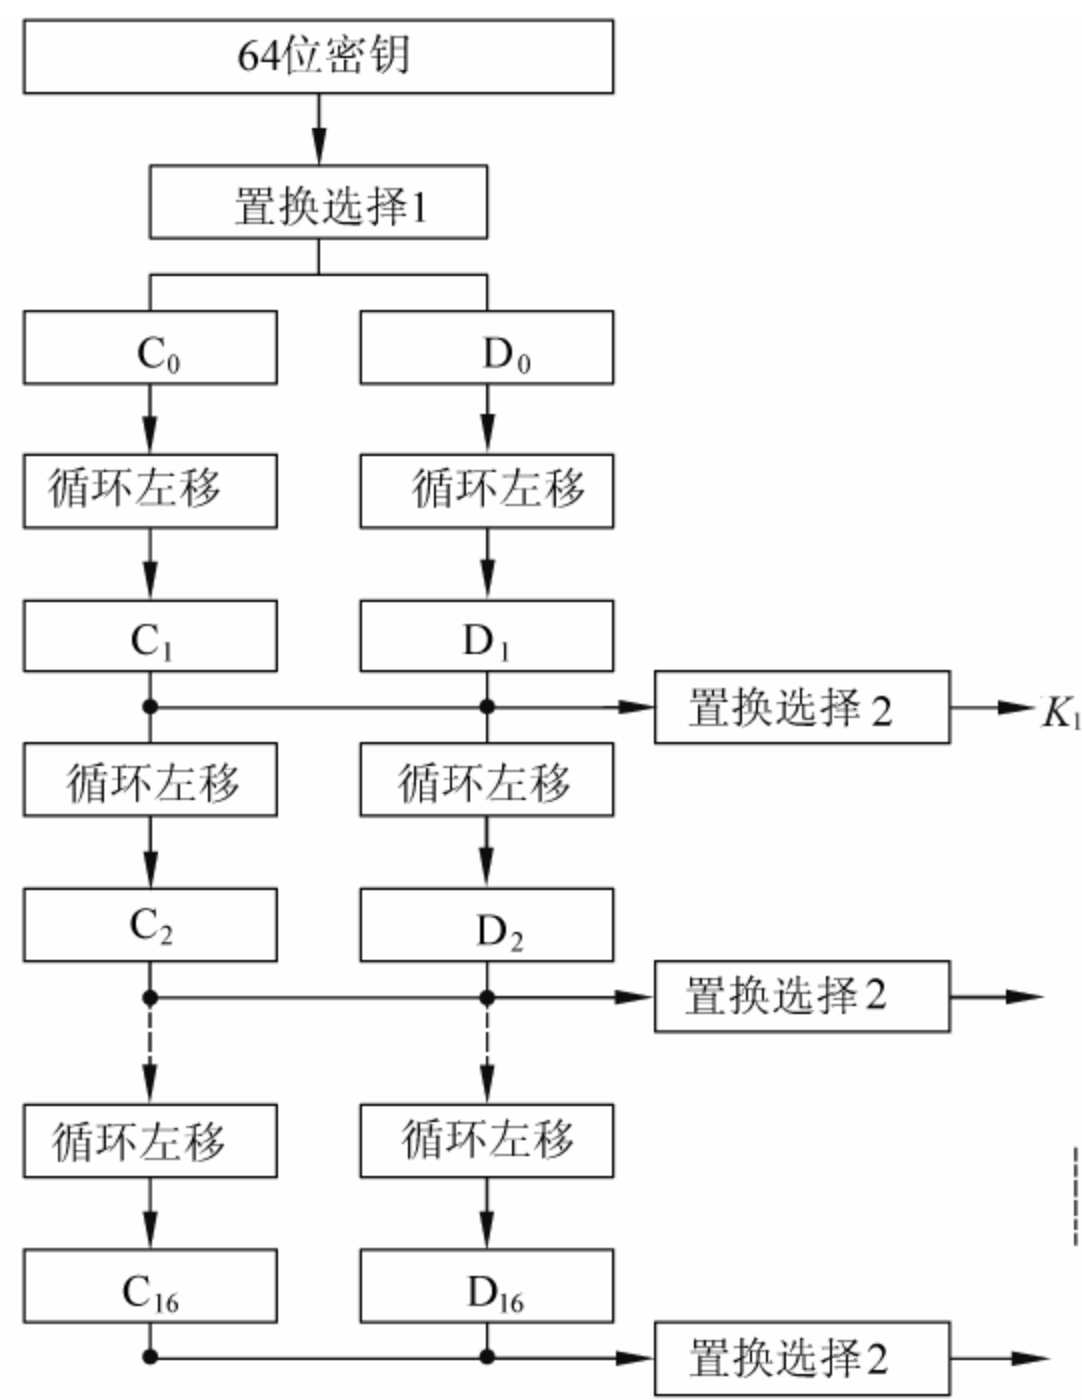 64位密钥
置换选择1
C₀ D₀
循环左移 循环左移
C₁ D₁
置换选择 2 K₁
循环左移 循环左移
C₂ D₂
置换选择2
循环左移 循环左移
C₁₆ D₁₆
置换选择2